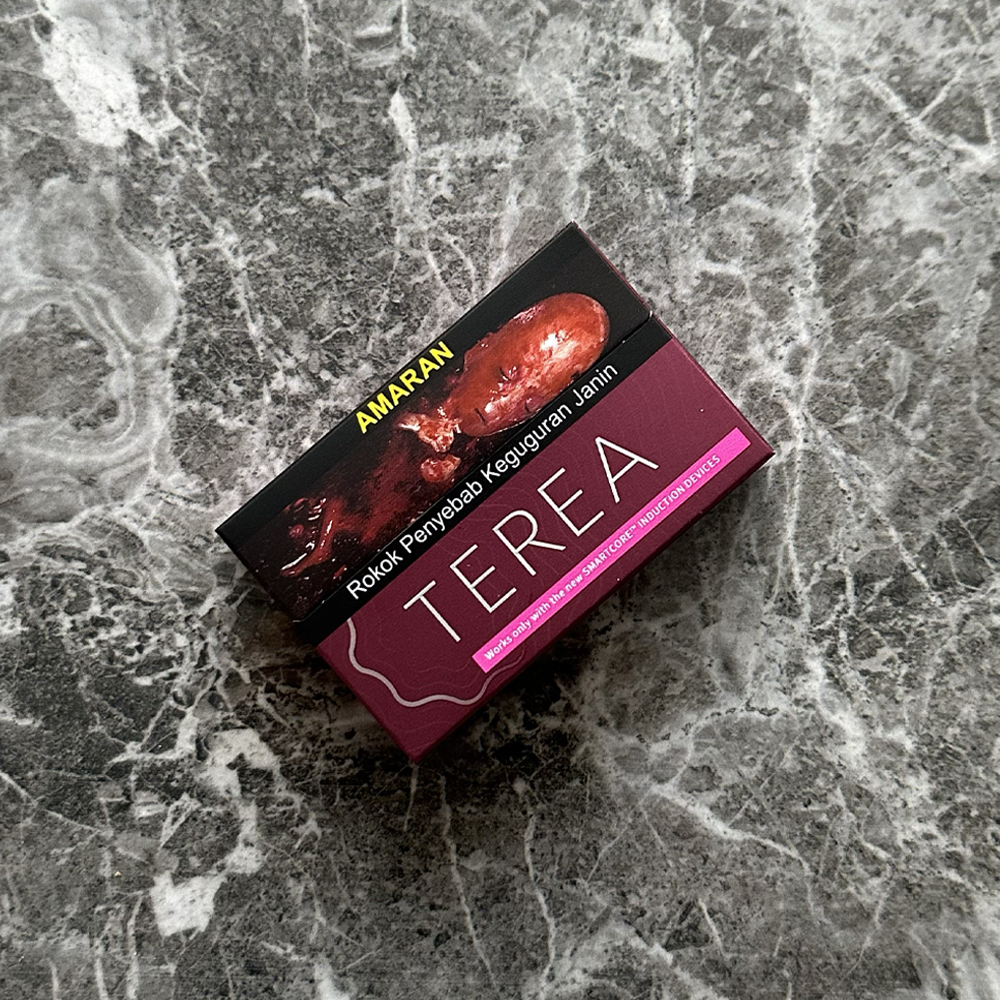 AMARAN
Rokok Penyebab Keguguran Janin
TEREA
Works only with the new SMARTCORE™ INDUCTION DEVICES